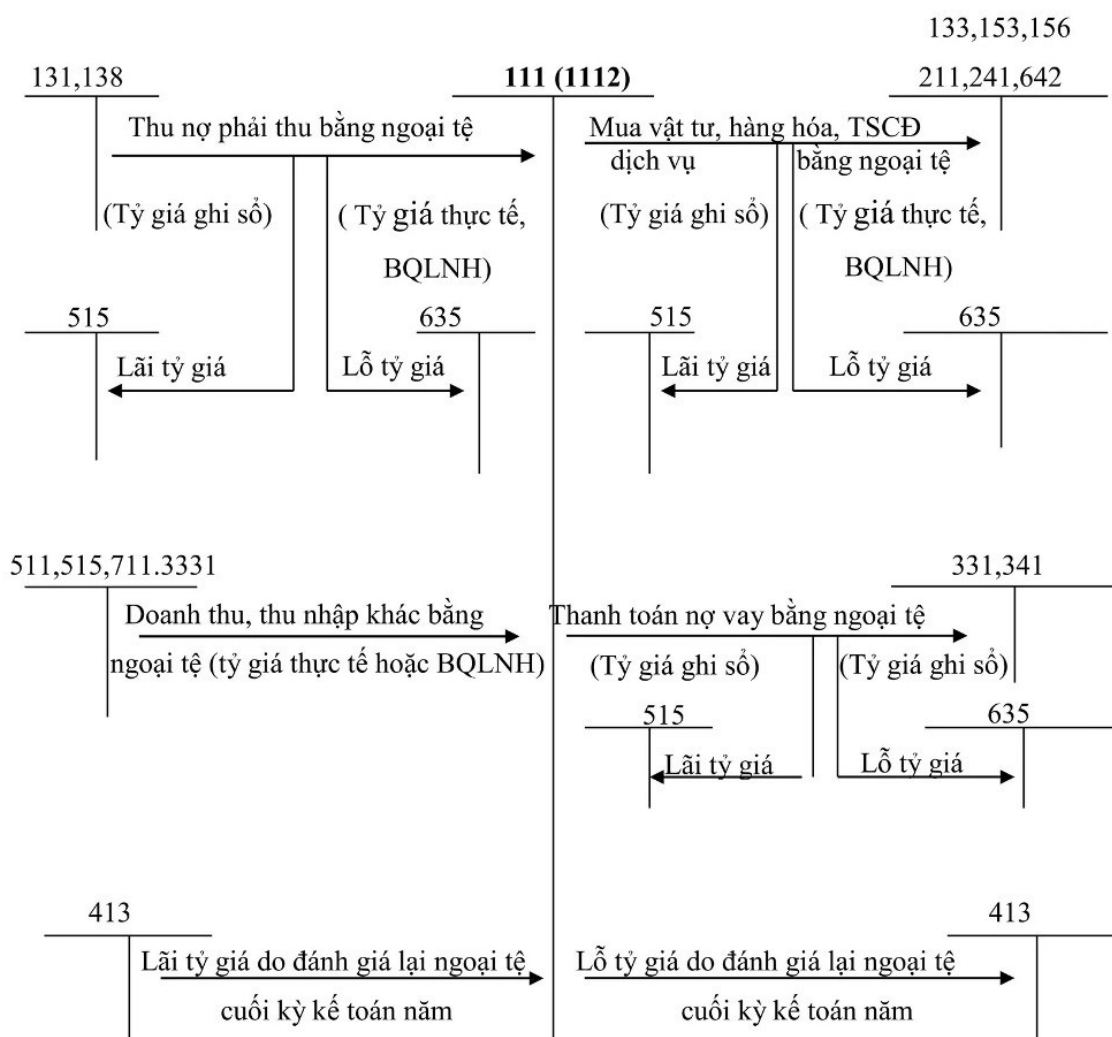 133,153,156
131,138
111 (1112)
211,241,642
Thu nợ phải thu bằng ngoại tệ
Mua vật tư, hàng hóa, TSCĐ
dịch vụ
bằng ngoại tệ
(Tỷ giá ghi sổ)
( Tỷ giá thực tế,
BQLNH)
(Tỷ giá ghi sổ)
( Tỷ giá thực tế,
BQLNH)
515
635
515
635
Lãi tỷ giá
Lỗ tỷ giá
Lãi tỷ giá
Lỗ tỷ giá
511,515,711.3331
331,341
Doanh thu, thu nhập khác bằng
ngoại tệ (tỷ giá thực tế hoặc BQLNH)
Thanh toán nợ vay bằng ngoại tệ
(Tỷ giá ghi sổ)
(Tỷ giá ghi sổ)
515
635
Lãi tỷ giá
Lỗ tỷ giá
413
413
Lãi tỷ giá do đánh giá lại ngoại tệ
cuối kỳ kế toán năm
Lỗ tỷ giá do đánh giá lại ngoại tệ
cuối kỳ kế toán năm